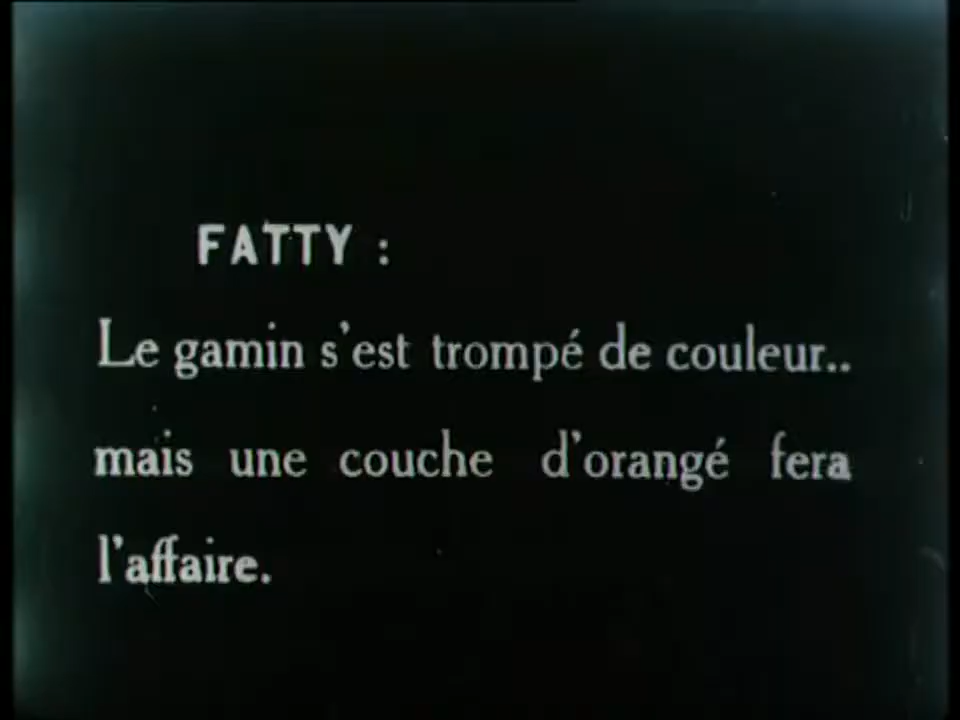 FATTY :
Le gamin s'est trompé de couleur..
mais une couche d'orangé fera
l'affaire.